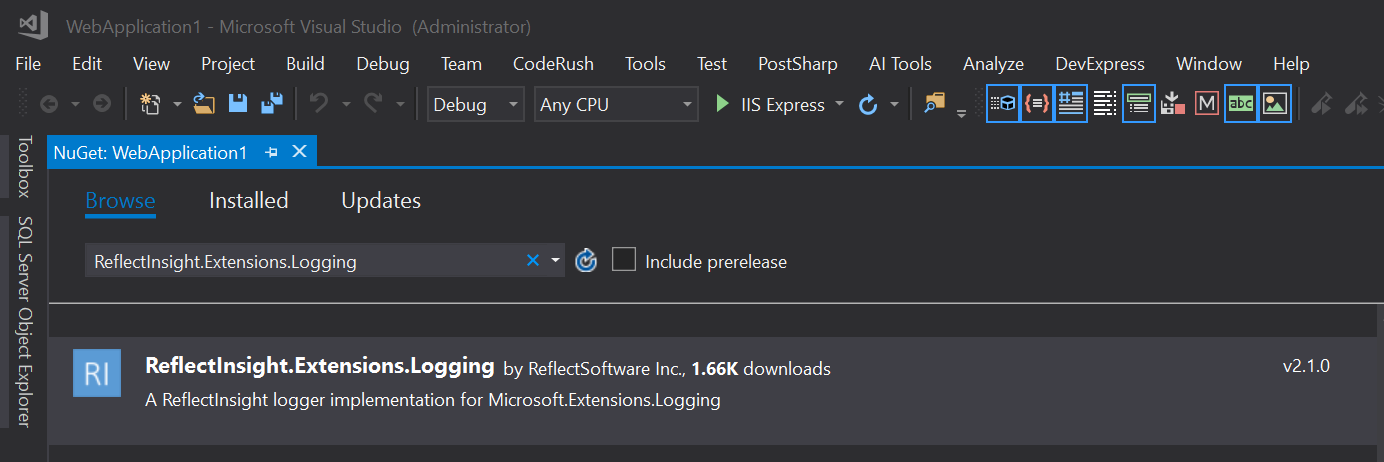 WebApplication1 - Microsoft Visual Studio (Administrator)
File Edit View Project Build Debug Team CodeRush Tools Test PostSharp AI Tools Analyze DevExpress Window Help
Debug Any CPU IIS Express M abc
Toolbox
SQL Server Object Explorer
NuGet: WebApplication1
Browse Installed Updates
ReflectInsight.Extensions.Logging Include prerelease
RI
ReflectInsight.Extensions.Logging by ReflectSoftware Inc., 1.66K downloads v2.1.0
A ReflectInsight logger implementation for Microsoft.Extensions.Logging